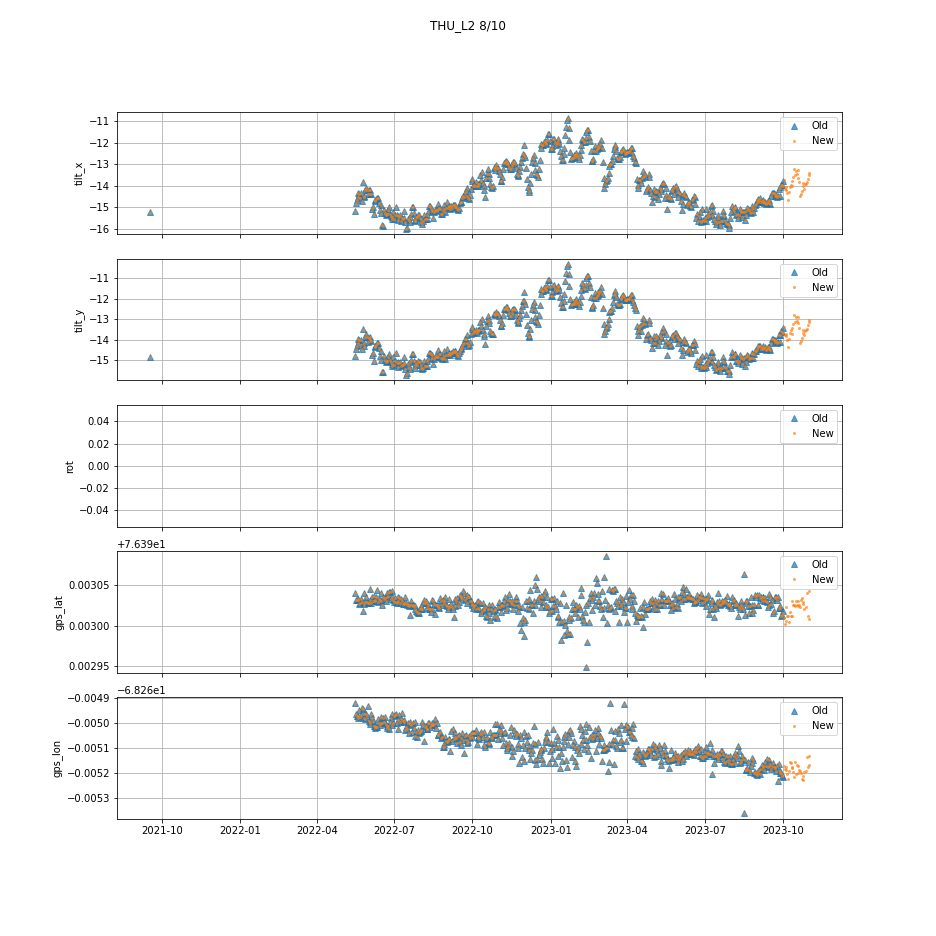 THU_L2 8/10
−11
−12
−13
−14
−15
−16
tilt_x
Old
New
−11
−12
−13
−14
−15
tilt_y
Old
New
0.04
0.02
0.00
−0.02
−0.04
rot
Old
New
+7.639e1
0.00305
0.00300
0.00295
gps_lat
Old
New
−6.826e1
−0.0049
−0.0050
−0.0051
−0.0052
−0.0053
gps_lon
Old
New
2021-10 2022-01 2022-04 2022-07 2022-10 2023-01 2023-04 2023-07 2023-10